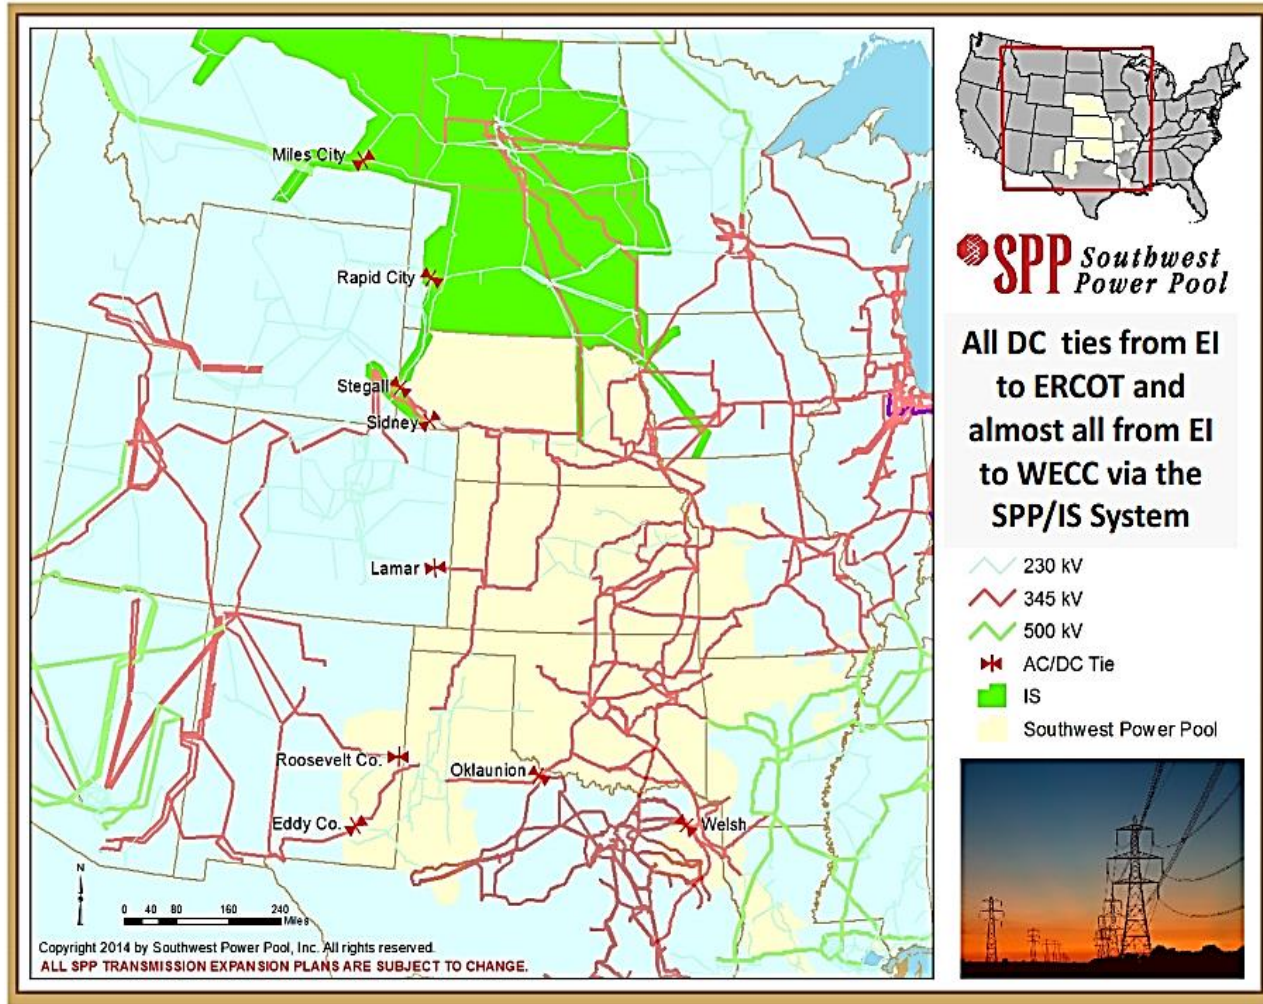 Miles City
Rapid City
Stegall
Sidney
Lamar
Roosevelt Co.
Oklaunion
Eddy Co.
Welsh
N
0 40 80 160 240
Miles
Copyright 2014 by Southwest Power Pool, Inc. All rights reserved.
ALL SPP TRANSMISSION EXPANSION PLANS ARE SUBJECT TO CHANGE.
SPP Southwest
Power Pool
All DC ties from EI
to ERCOT and
almost all from EI
to WECC via the
SPP/IS System
230 kV
345 kV
500 kV
AC/DC Tie
IS
Southwest Power Pool